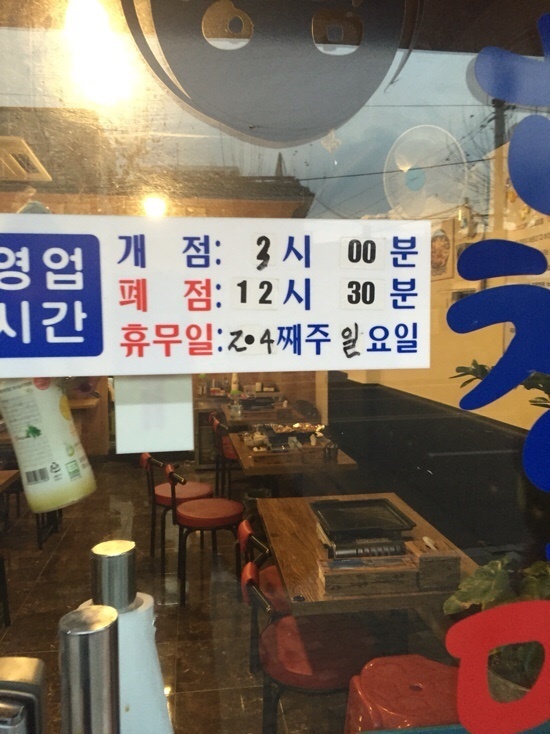 영업
시간
개 점: 3시 00분
폐 점: 12시 30분
휴무일: 2•4째주 일요일